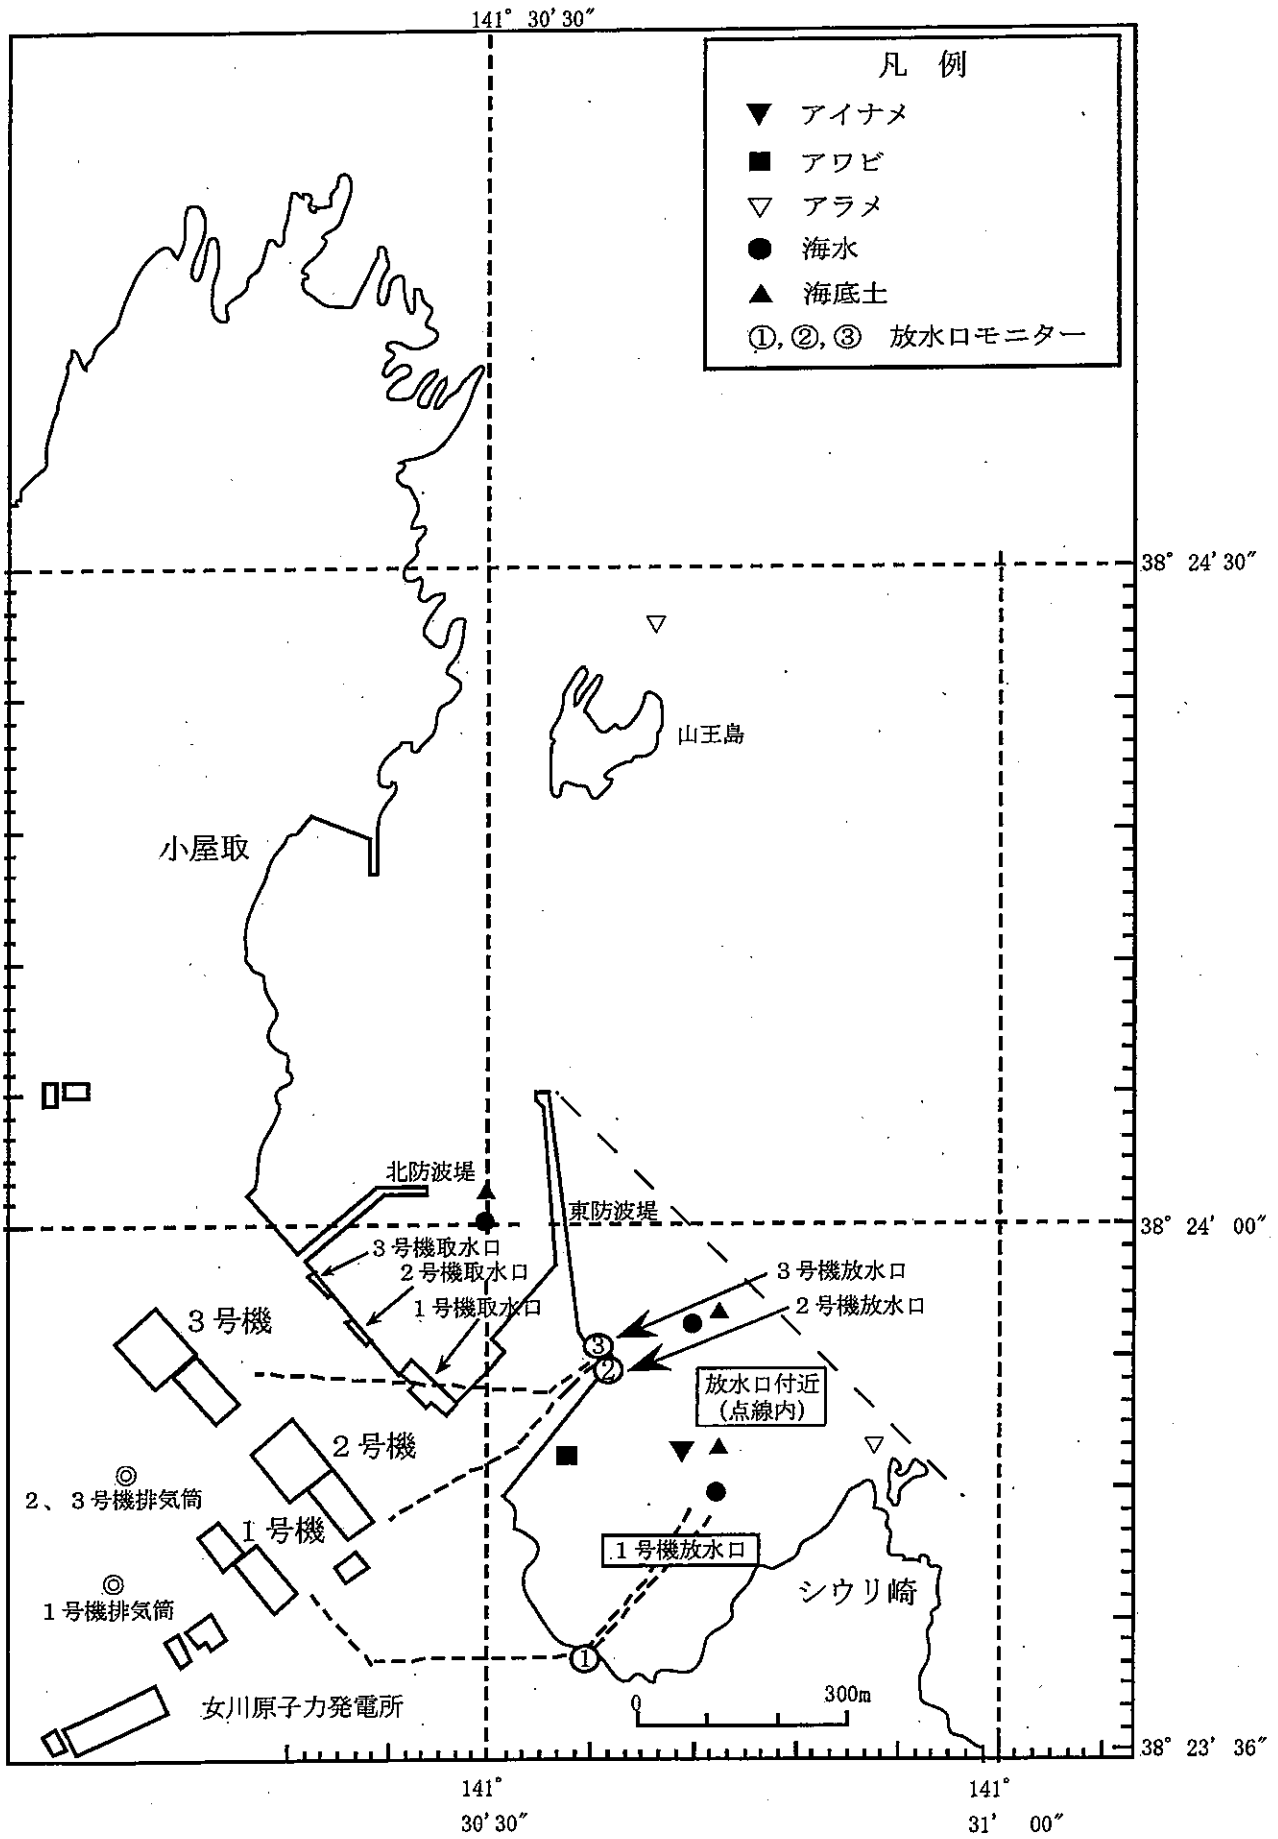 141° 30′30″
凡 例
▼ アイナメ
■ アワビ
▽ アラメ
● 海水
▲ 海底土
①,②,③ 放水口モニター
38° 24′30″
山王島
小屋取
北防波堤
東防波堤
38° 24′ 00″
3号機取水口
2号機取水口
1号機取水口
3号機放水口
2号機放水口
3号機
③
②
放水口付近
(点線内)
2号機
2、3号機排気筒
1号機
1号機放水口
シウリ崎
1号機排気筒
①
女川原子力発電所
0 300m
38° 23′ 36″
141°
30′30″
141°
31′ 00″